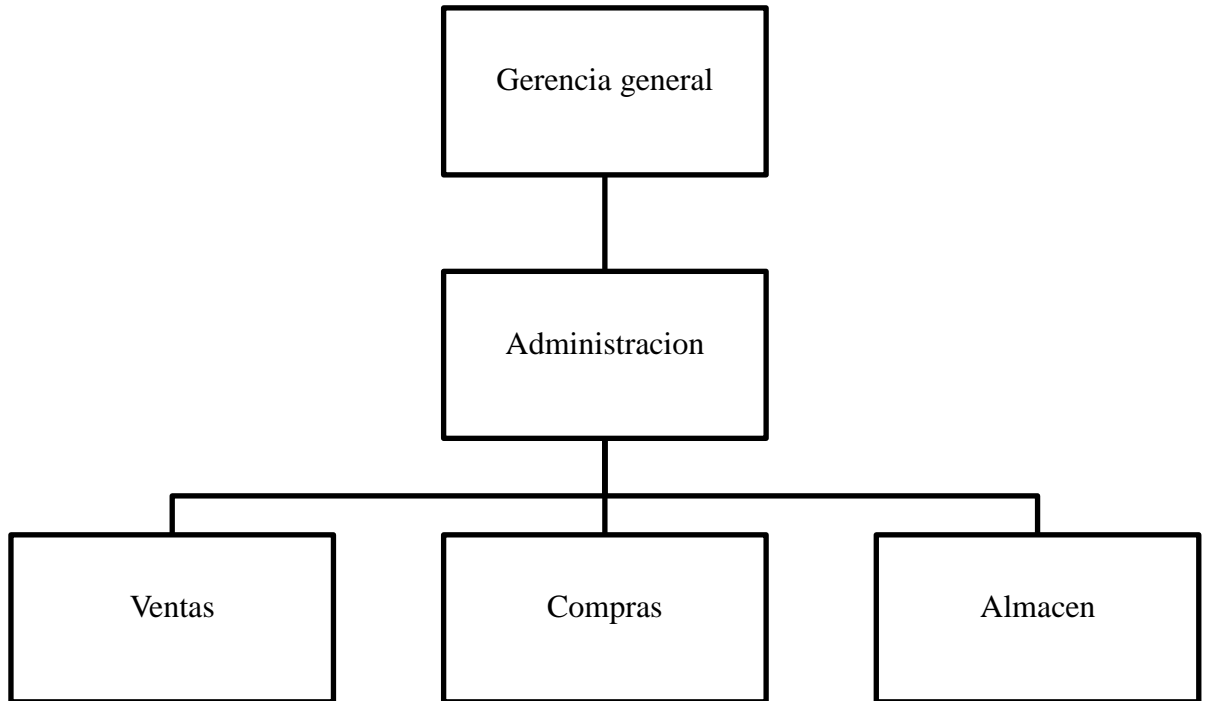 Gerencia general
Administracion
Ventas
Compras
Almacen